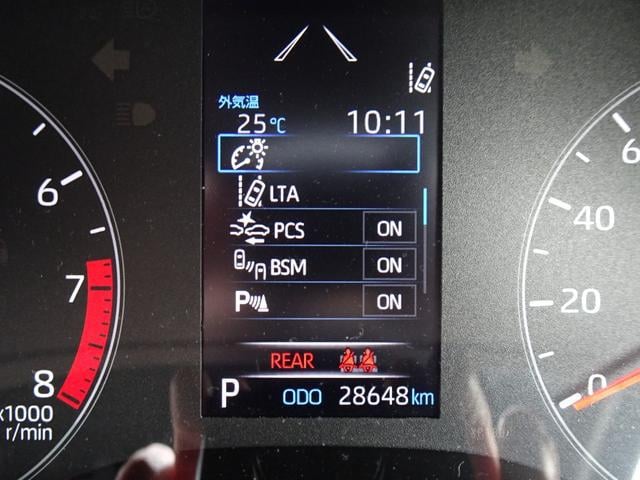 外気温
25℃ 10:11
LTA
PCS ON
BSM ON
P ON
REAR
P ODO 28648 km
6
7
8
x1000
r/min
6
40
20
0